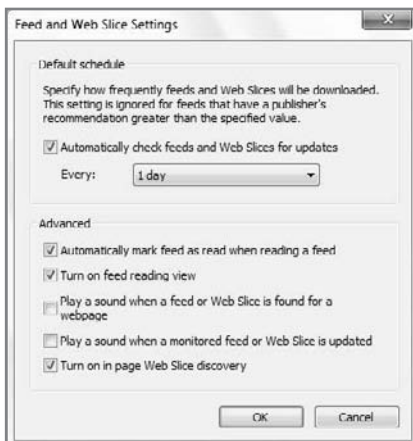 Feed and Web Slice Settings
Default schedule
Specify how frequently feeds and Web Slices will be downloaded.
This setting is ignored for feeds that have a publisher's
recommendation greater than the specified value.
Automatically check feeds and Web Slices for updates
Every: 1 day
Advanced
Automatically mark feed as read when reading a feed
Turn on feed reading view
Play a sound when a feed or Web Slice is found for a
webpage
Play a sound when a monitored feed or Web Slice is updated
Turn on in page Web Slice discovery
OK Cancel